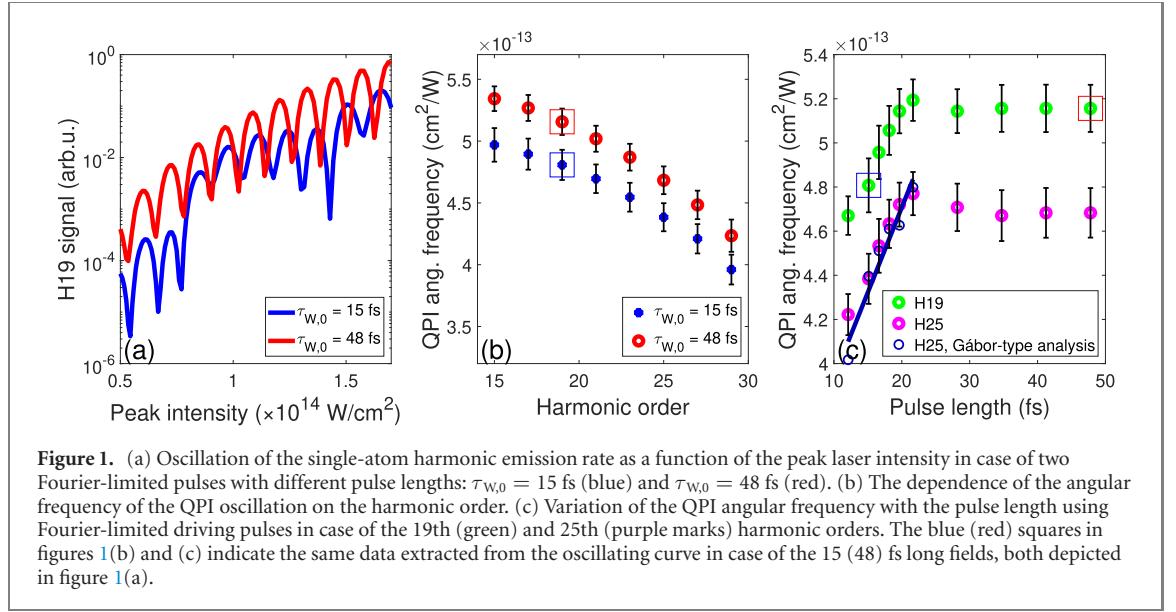 10^0
10^-2
10^-4
10^-6
H19 signal (arb.u.)
τ_W,0 = 15 fs
τ_W,0 = 48 fs
(a)
0.5 1 1.5
Peak intensity (×10^14 W/cm^2)
×10^-13
5.5
5
4.5
4
3.5
QPI ang. frequency (cm^2/W)
τ_W,0 = 15 fs
τ_W,0 = 48 fs
(b)
15 20 25 30
Harmonic order
×10^-13
5.4
5.2
5
4.8
4.6
4.4
4.2
4
QPI ang. frequency (cm^2/W)
H19
H25
H25, Gábor-type analysis
(c)
10 20 30 40 50
Pulse length (fs)
Figure 1. (a) Oscillation of the single-atom harmonic emission rate as a function of the peak laser intensity in case of two
Fourier-limited pulses with different pulse lengths: τ_W,0 = 15 fs (blue) and τ_W,0 = 48 fs (red). (b) The dependence of the angular
frequency of the QPI oscillation on the harmonic order. (c) Variation of the QPI angular frequency with the pulse length using
Fourier-limited driving pulses in case of the 19th (green) and 25th (purple marks) harmonic orders. The blue (red) squares in
figures 1(b) and (c) indicate the same data extracted from the oscillating curve in case of the 15 (48) fs long fields, both depicted
in figure 1(a).